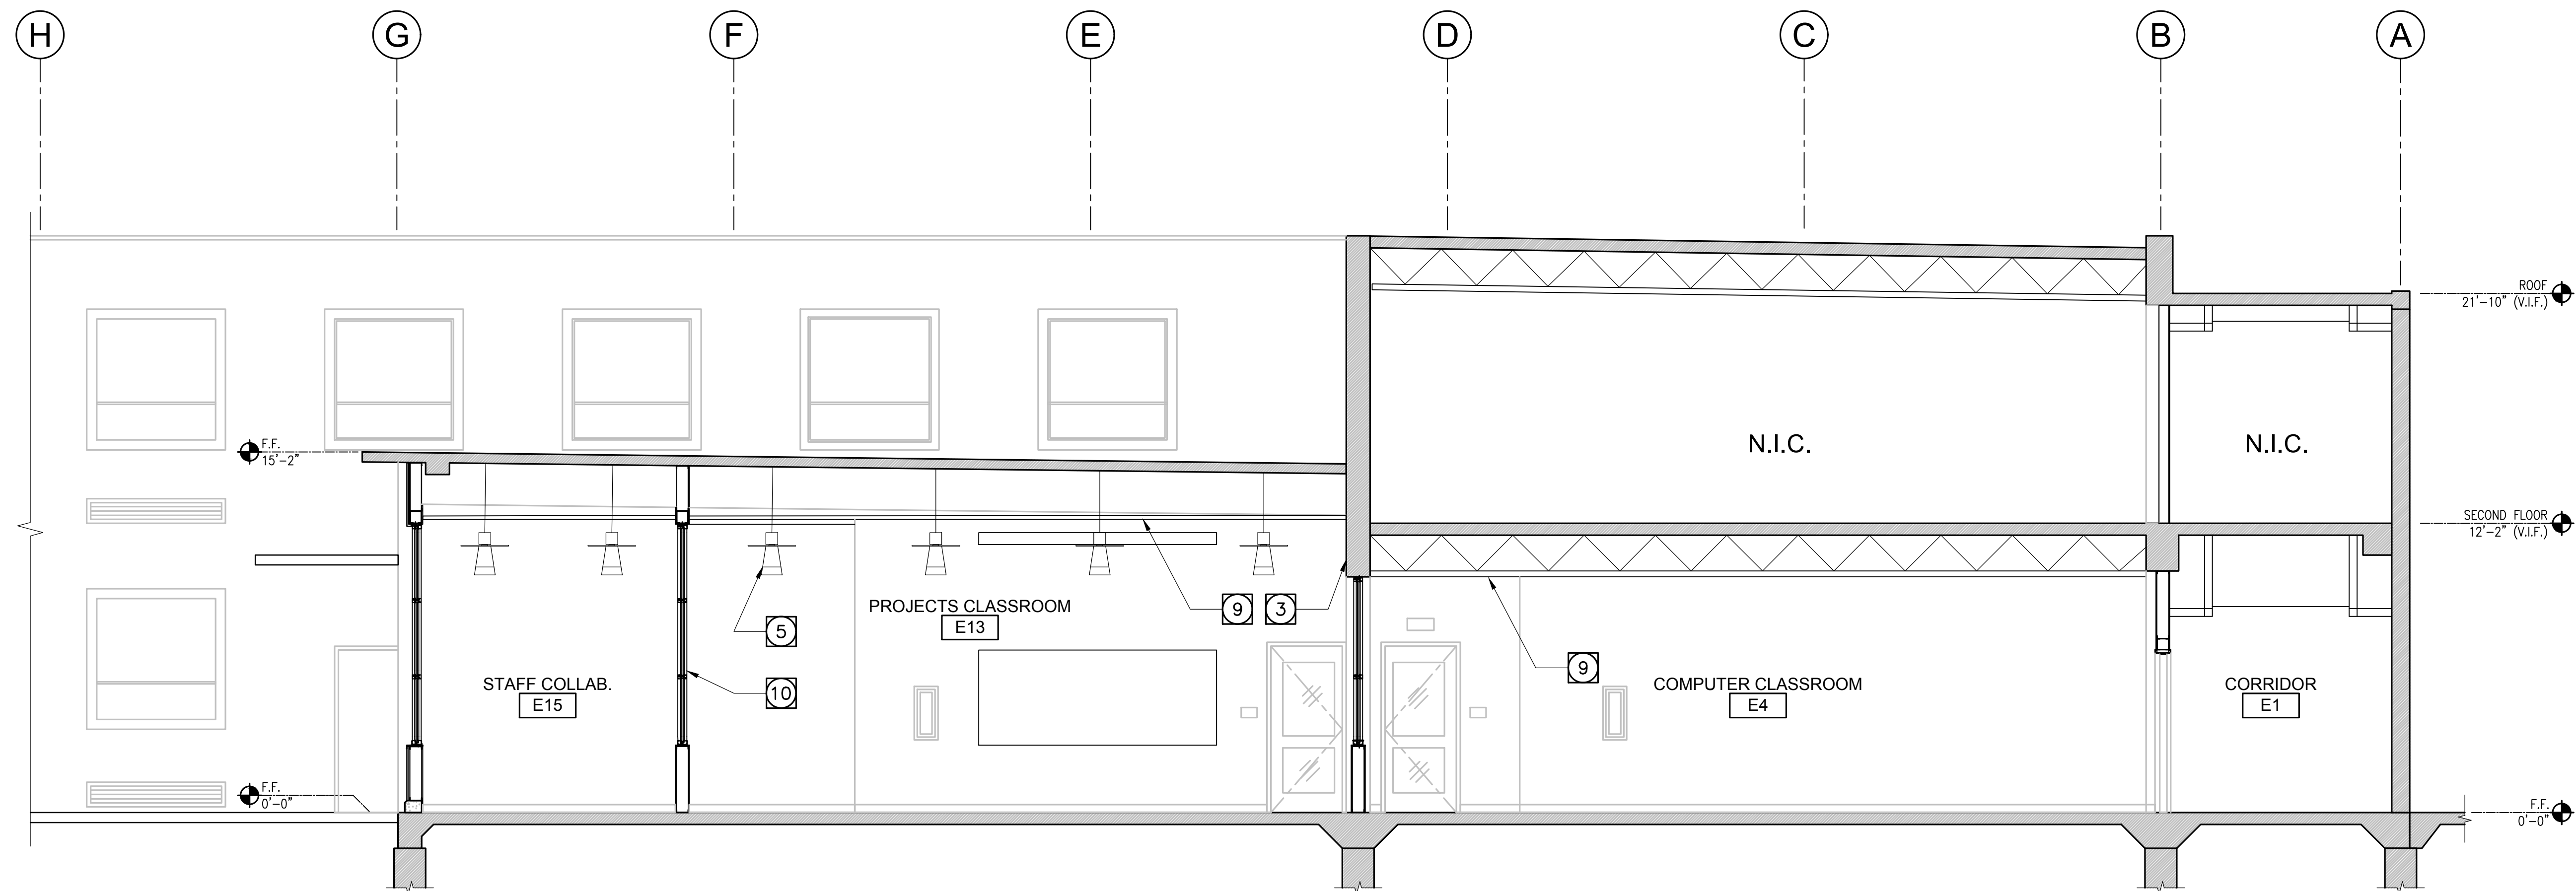 H G F E D C B A
ROOF
21'-10" (V.I.F.)
N.I.C. N.I.C.
F.F.
15'-2"
SECOND FLOOR
12'-2" (V.I.F.)
PROJECTS CLASSROOM
E13
9 3
5
9
STAFF COLLAB.
E15
10
COMPUTER CLASSROOM
E4
CORRIDOR
E1
F.F.
0'-0"
F.F.
0'-0"